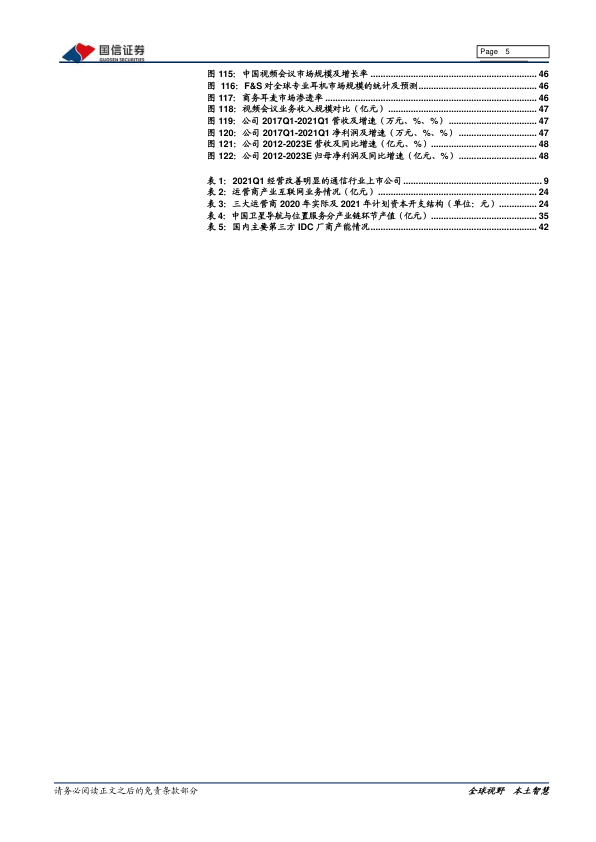 国信证券
GUOSEN SECURITIES
Page 5
图 115：中国视频会议市场规模及增长率 ........................................................ 46
图 116：F&S 对全球专业耳机市场规模的统计及预测........................................ 46
图 117：商务耳麦市场渗透率 ...................................................................... 46
图 118：视频会议业务收入规模对比（亿元）.................................................. 47
图 119：公司 2017Q1-2021Q1 营收及增速（万元、%、%） .............................. 47
图 120：公司 2017Q1-2021Q1 净利润及增速（万元、%、%） ........................... 47
图 121：公司 2012-2023E 营收及同比增速（亿元、%） ................................... 48
图 122：公司 2012-2023E 归母净利润及同比增速（亿元、%） ........................... 48
表 1：2021Q1 经营改善明显的通信行业上市公司 .............................................. 9
表 2：运营商产业互联网业务情况（亿元）...................................................... 24
表 3：三大运营商 2020 年实际及 2021 年计划资本开支结构（单位：元）............... 24
表 4：中国卫星导航与位置服务分产业链环节产值（亿元）.................................. 35
表 5：国内主要第三方 IDC 厂商产能情况........................................................ 42
请务必阅读正文之后的免责条款部分
全球视野 本土智慧